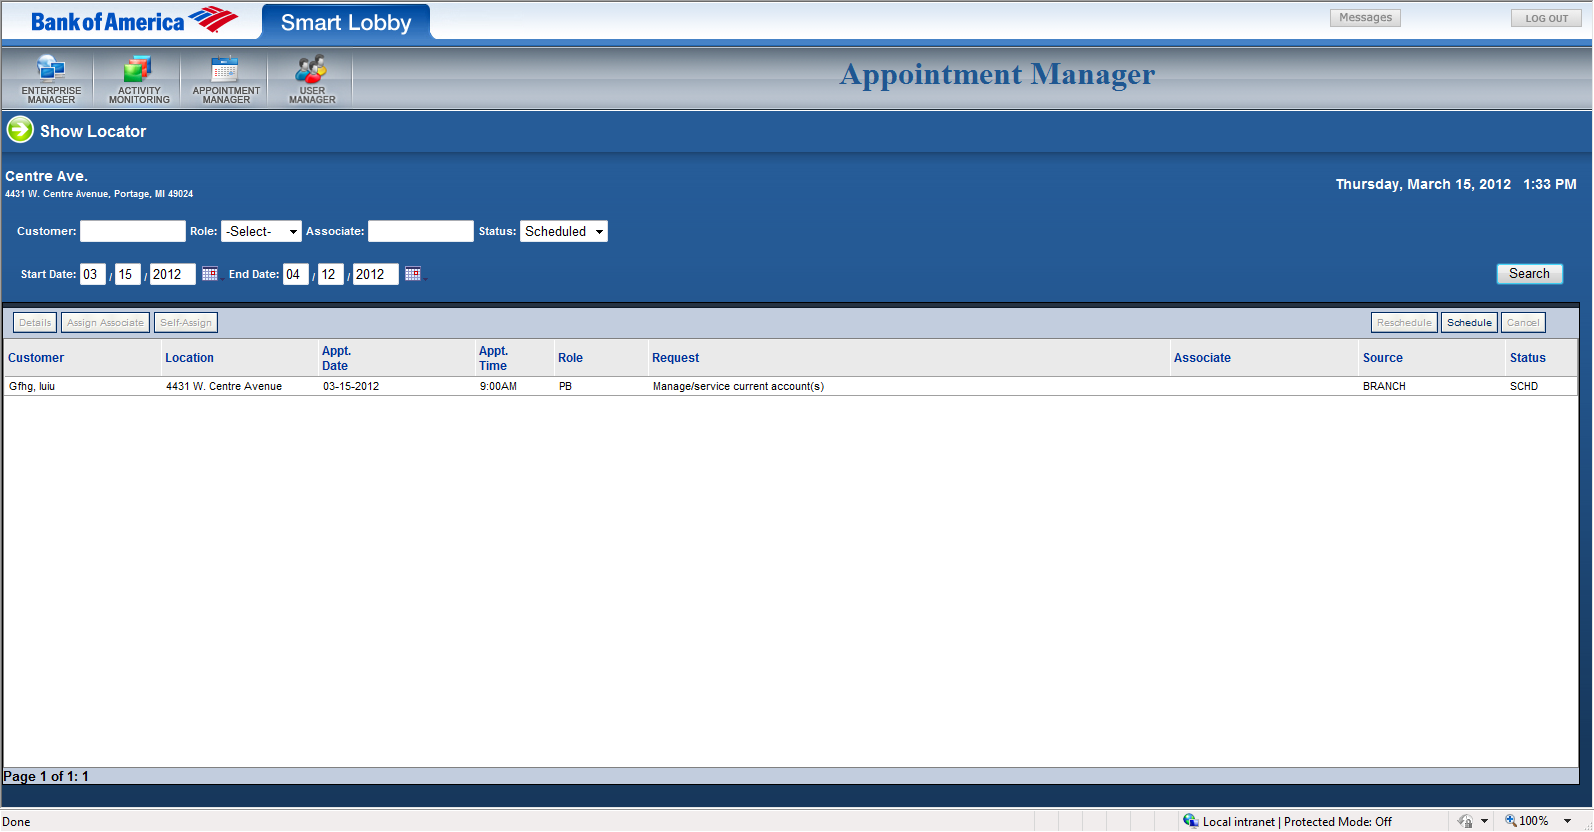 Bank of America
Smart Lobby
Messages
LOG OUT
ENTERPRISE
MANAGER
ACTIVITY
MONITORING
APPOINTMENT
MANAGER
USER
MANAGER
Appointment Manager
Show Locator
Centre Ave.
4431 W. Centre Avenue, Portage, MI 49024
Thursday, March 15, 2012 1:33 PM
Customer: Role: -Select- Associate: Status: Scheduled
Start Date: 03 / 15 / 2012 End Date: 04 / 12 / 2012
Search
Details Assign Associate Self-Assign Reschedule Schedule Cancel
Customer Location Appt. Date Appt. Time Role Request Associate Source Status
Gfhg, Iuiu 4431 W. Centre Avenue 03-15-2012 9:00AM PB Manage/service current account(s) BRANCH SCHD
Page 1 of 1: 1
Done Local intranet | Protected Mode: Off 100%